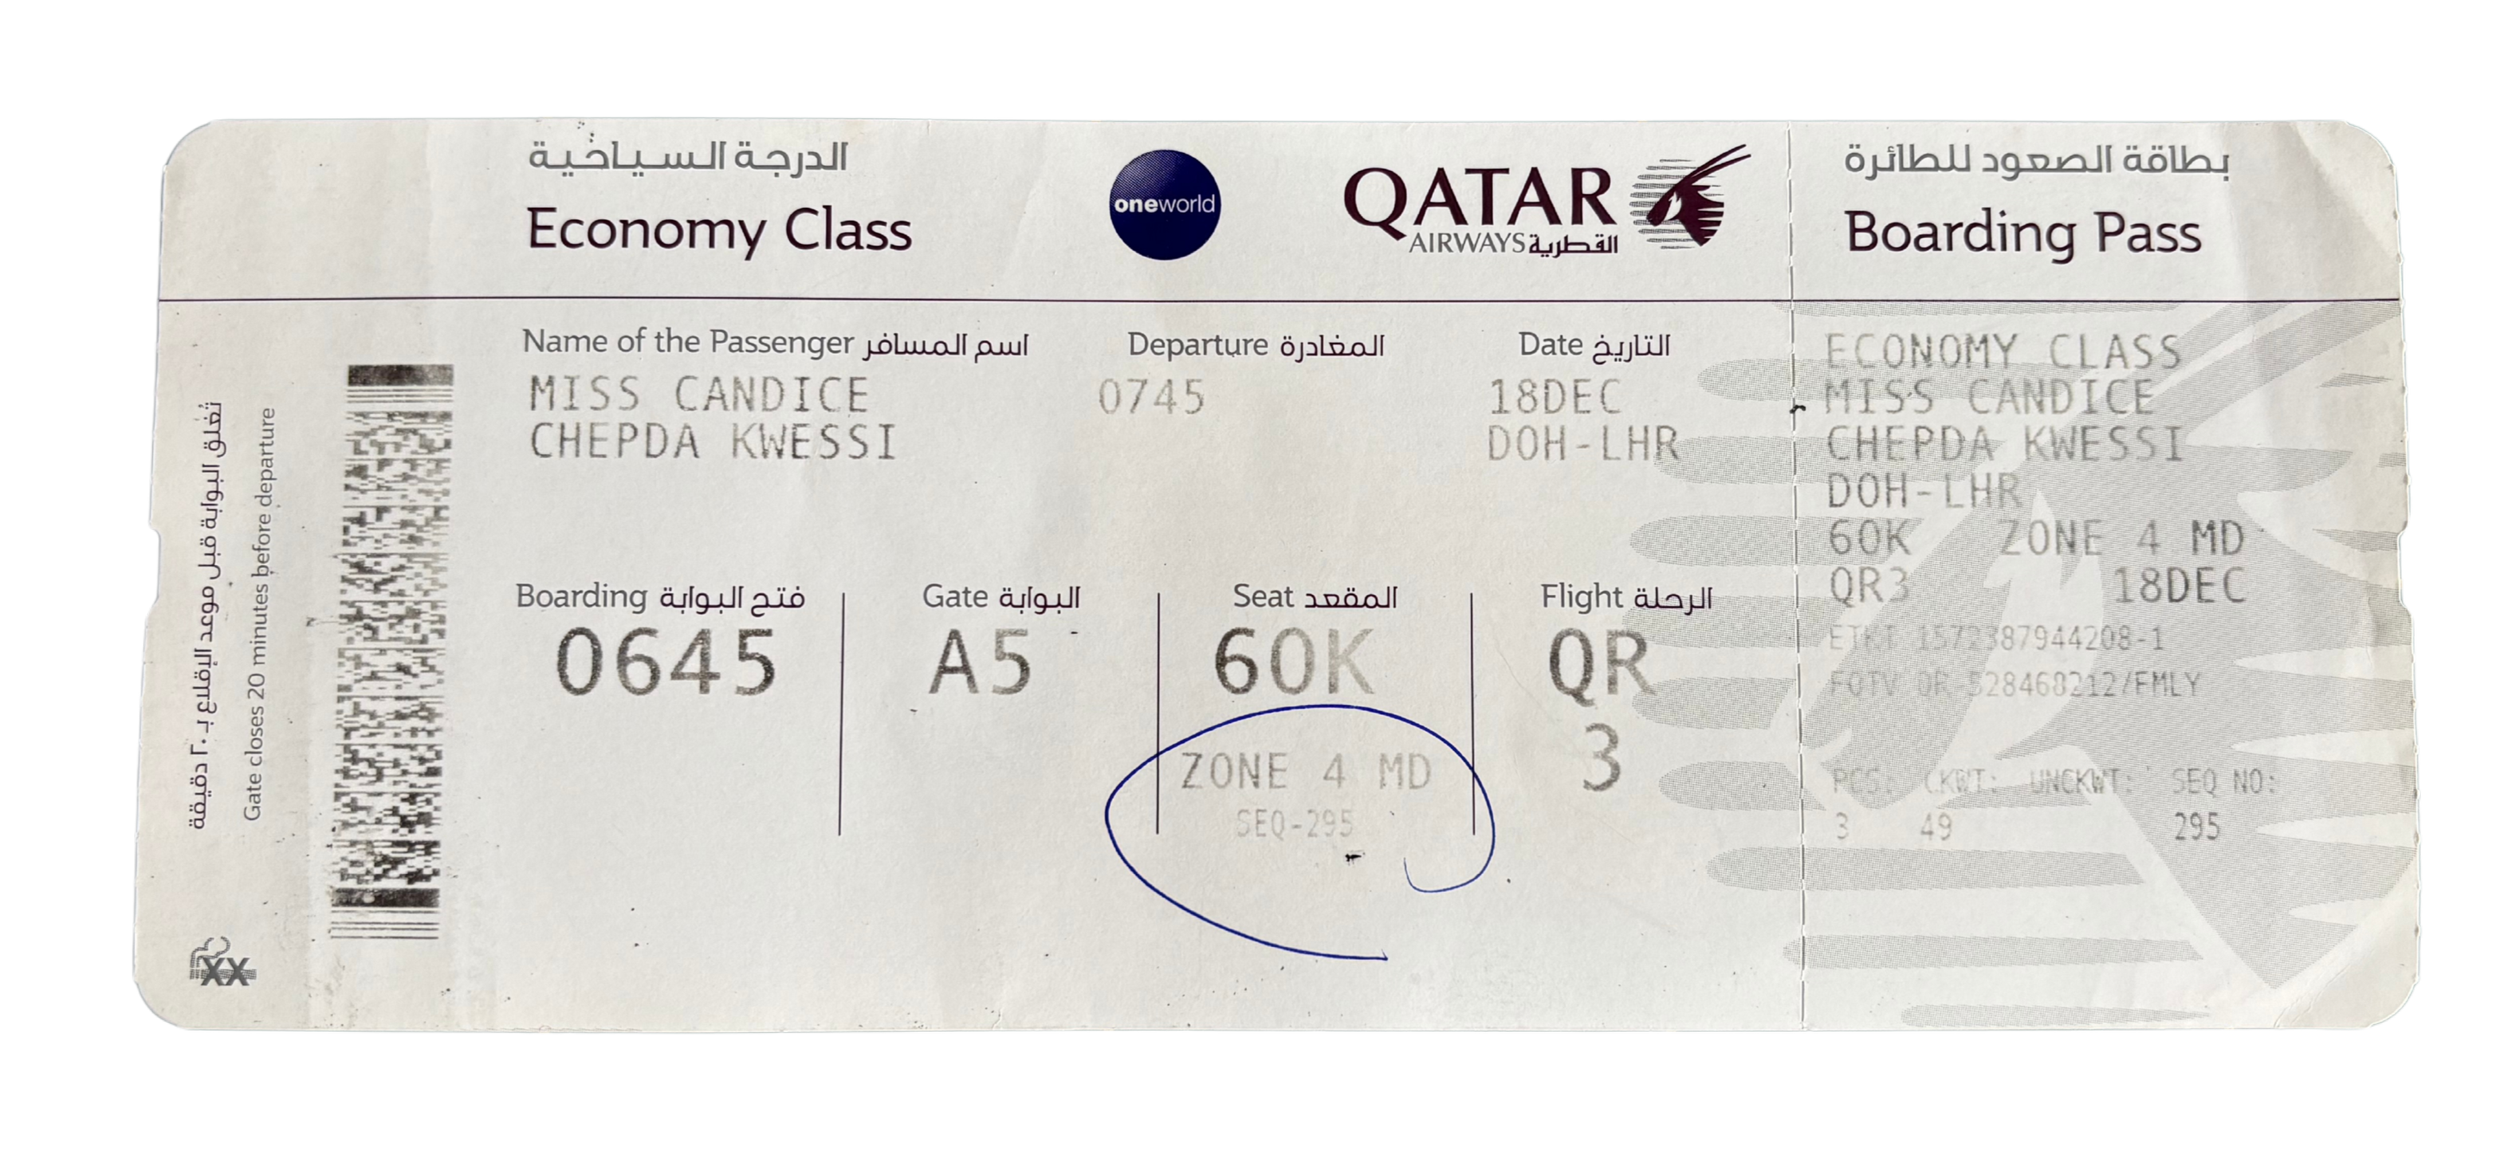 الدرجة السياحية
Economy Class
oneworld
QATAR
AIRWAYS القطرية
بطاقة الصعود للطائرة
Boarding Pass
تغلق البوابة قبل موعد الإقلاع بـ ٢٠ دقيقة
Gate closes 20 minutes before departure
XX
Name of the Passenger اسم المسافر
MISS CANDICE
CHEPDA KWESSI
Departure المغادرة
0745
Date التاريخ
18DEC
DOH-LHR
Boarding فتح البوابة
0645
Gate البوابة
A5
Seat المقعد
60K
ZONE 4 MD
SEQ-295
Flight الرحلة
QR
3
ECONOMY CLASS
MISS CANDICE
CHEPDA KWESSI
DOH-LHR
60K ZONE 4 MD
QR3 18DEC
ETKT 1572387944208-1
FQTV QR 528468212/FMLY
PCS: CKWT: UNCKWT: SEQ NO:
3 49 295